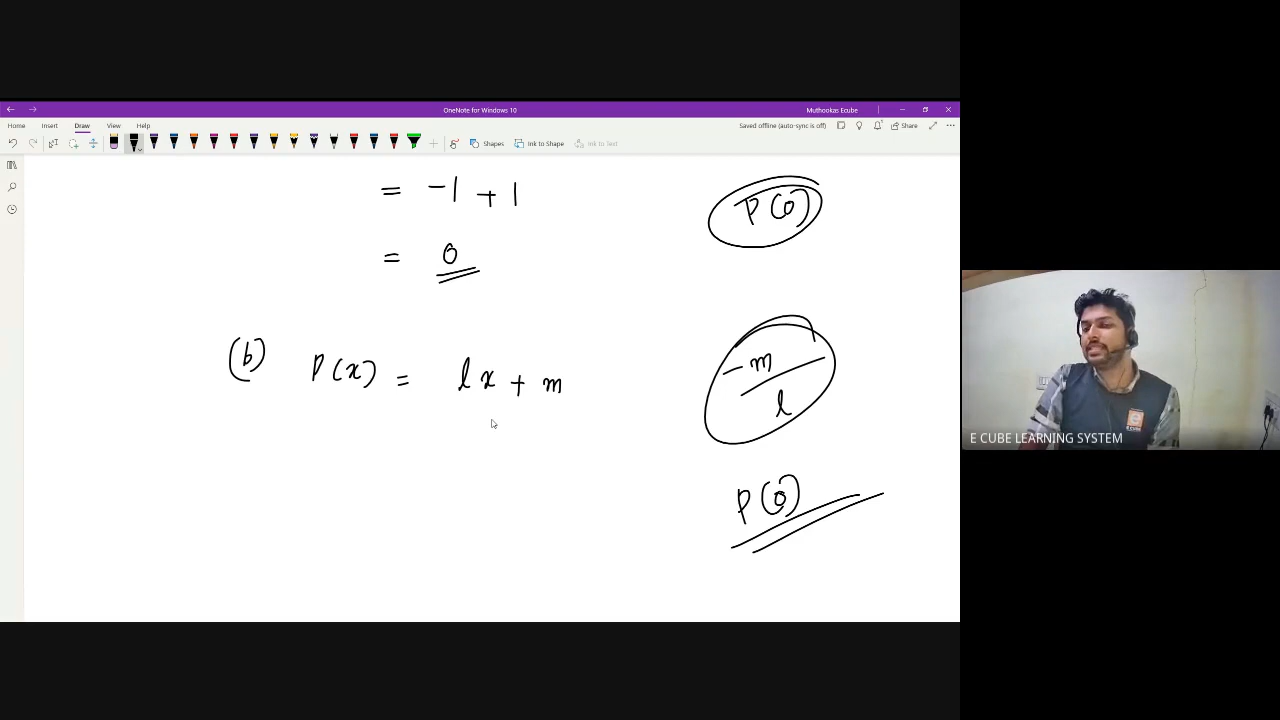 OneNote for Windows 10
Muthookas Ecube
Home Insert Draw View Help
Saved offline (auto-sync is off)
Share
Shapes
Ink to Shape
Ink to Text
= -1 + 1
P(0)
= 0
(b) P(x) = lx + m
-m/l
P(0)
E CUBE LEARNING SYSTEM